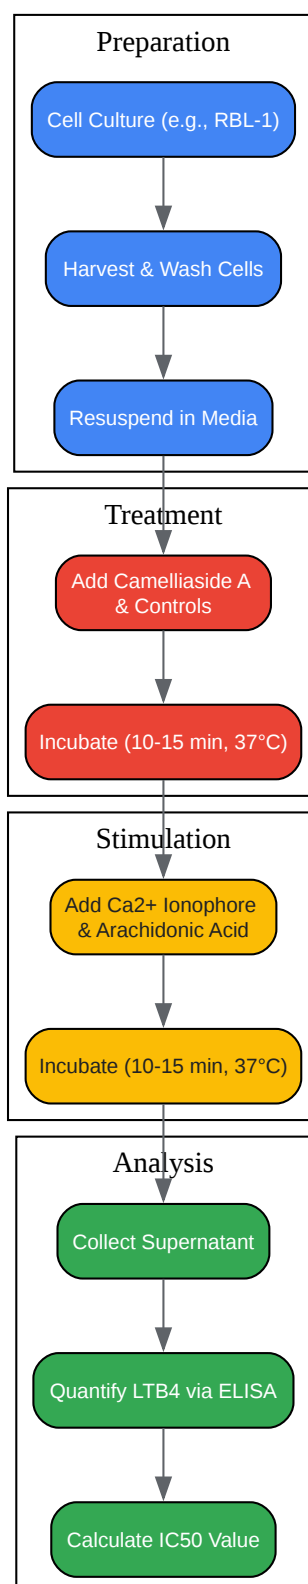 Preparation
Cell Culture (e.g., RBL-1)
Harvest & Wash Cells
Resuspend in Media
Treatment
Add Camelliaside A
& Controls
Incubate (10-15 min, 37°C)
Stimulation
Add Ca2+ Ionophore
& Arachidonic Acid
Incubate (10-15 min, 37°C)
Analysis
Collect Supernatant
Quantify LTB4 via ELISA
Calculate IC50 Value